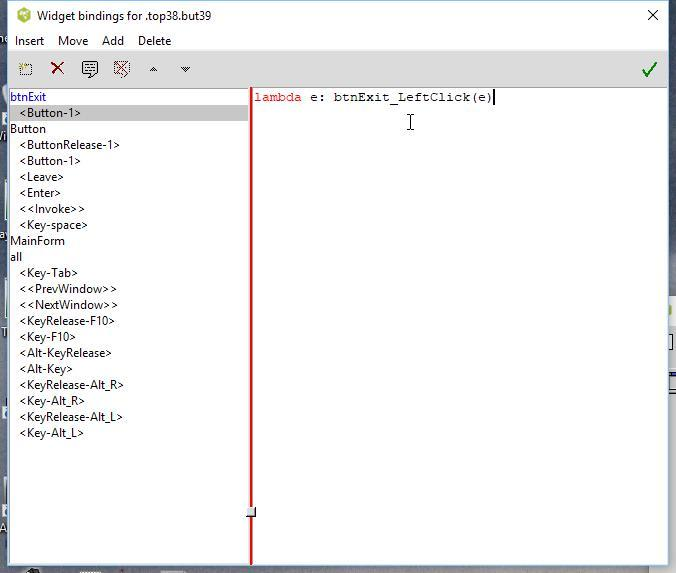 Widget bindings for .top38.but39
Insert Move Add Delete
btnExit
lambda e: btnExit_LeftClick(e)
<Button-1>
Button
<ButtonRelease-1>
<Button-1>
<Leave>
<Enter>
<<Invoke>>
<Key-space>
MainForm
all
<Key-Tab>
<<PrevWindow>>
<<NextWindow>>
<KeyRelease-F10>
<Key-F10>
<Alt-KeyRelease>
<Alt-Key>
<KeyRelease-Alt_R>
<Key-Alt_R>
<KeyRelease-Alt_L>
<Key-Alt_L>